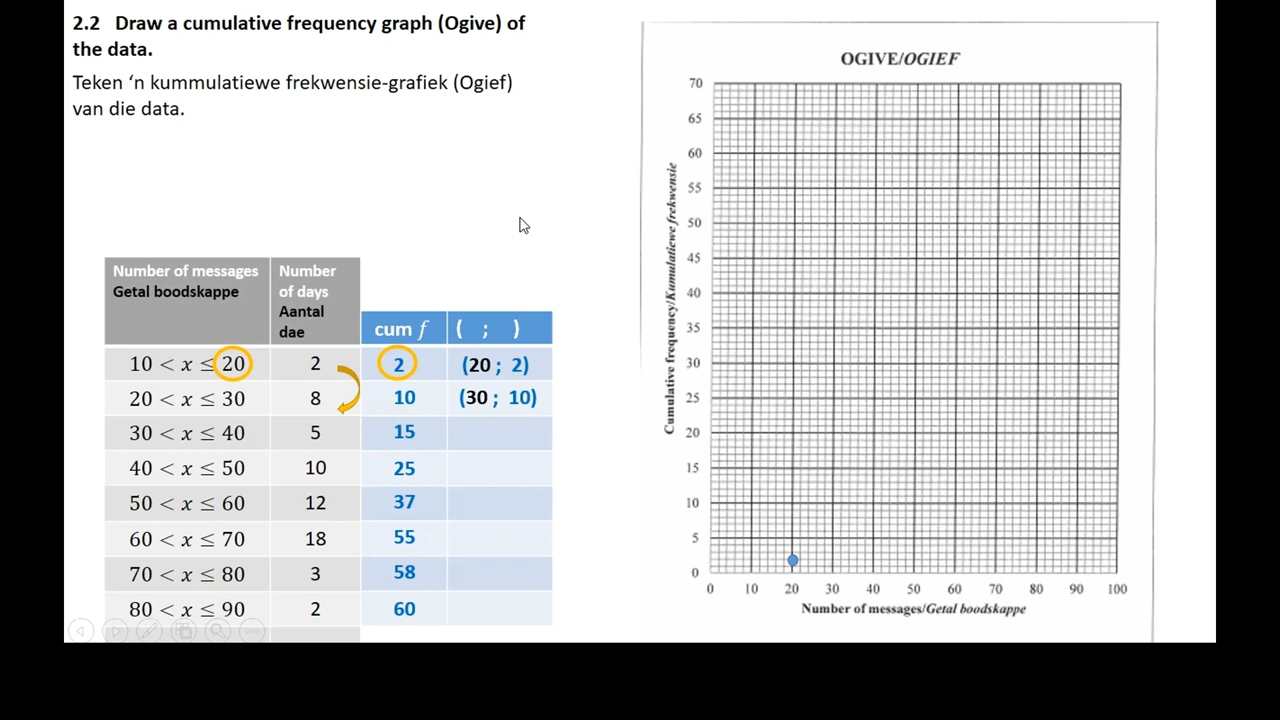 2.2 Draw a cumulative frequency graph (Ogive) of
the data.
Teken ‘n kummulatiewe frekwensie-grafiek (Ogief)
van die data.
Number of messages
Getal boodskappe
Number
of days
Aantal
dae
cum f
( ; )
10 < x ≤ 20 2 2 (20 ; 2)
20 < x ≤ 30 8 10 (30 ; 10)
30 < x ≤ 40 5 15
40 < x ≤ 50 10 25
50 < x ≤ 60 12 37
60 < x ≤ 70 18 55
70 < x ≤ 80 3 58
80 < x ≤ 90 2 60
OGIVE/OGIEF
Cumulative frequency/Kumulatiewe frekwensie
70
65
60
55
50
45
40
35
30
25
20
15
10
5
0
0 10 20 30 40 50 60 70 80 90 100
Number of messages/Getal boodskappe